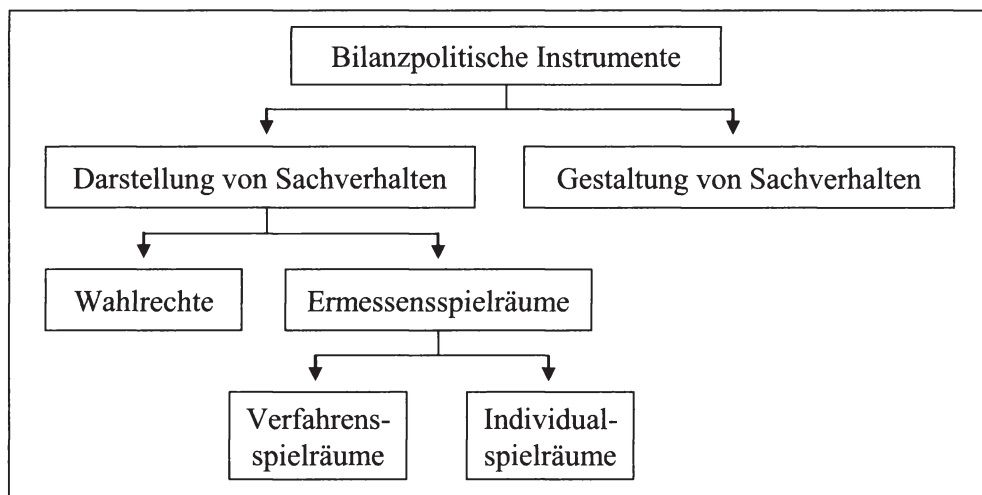 Bilanzpolitische Instrumente
Darstellung von Sachverhalten
Gestaltung von Sachverhalten
Wahlrechte
Ermessensspielräume
Verfahrens-
spielräume
Individual-
spielräume